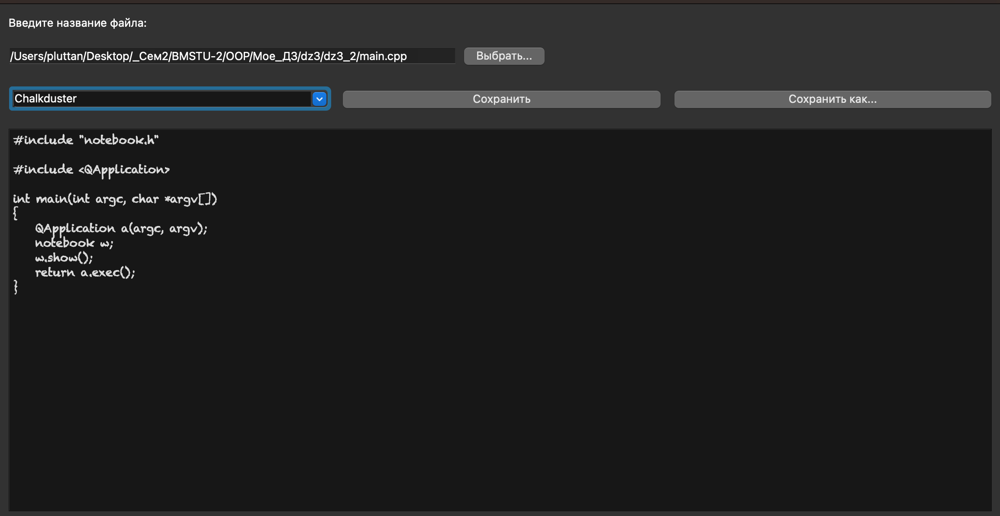 Введите название файла:
/Users/pluttan/Desktop/_Сем2/BMSTU-2/OOP/Мое_ДЗ/dz3/dz3_2/main.cpp
Выбрать...
Chalkduster
Сохранить
Сохранить как...
#include "notebook.h"
#include <QApplication>
int main(int argc, char *argv[])
{
    QApplication a(argc, argv);
    notebook w;
    w.show();
    return a.exec();
}